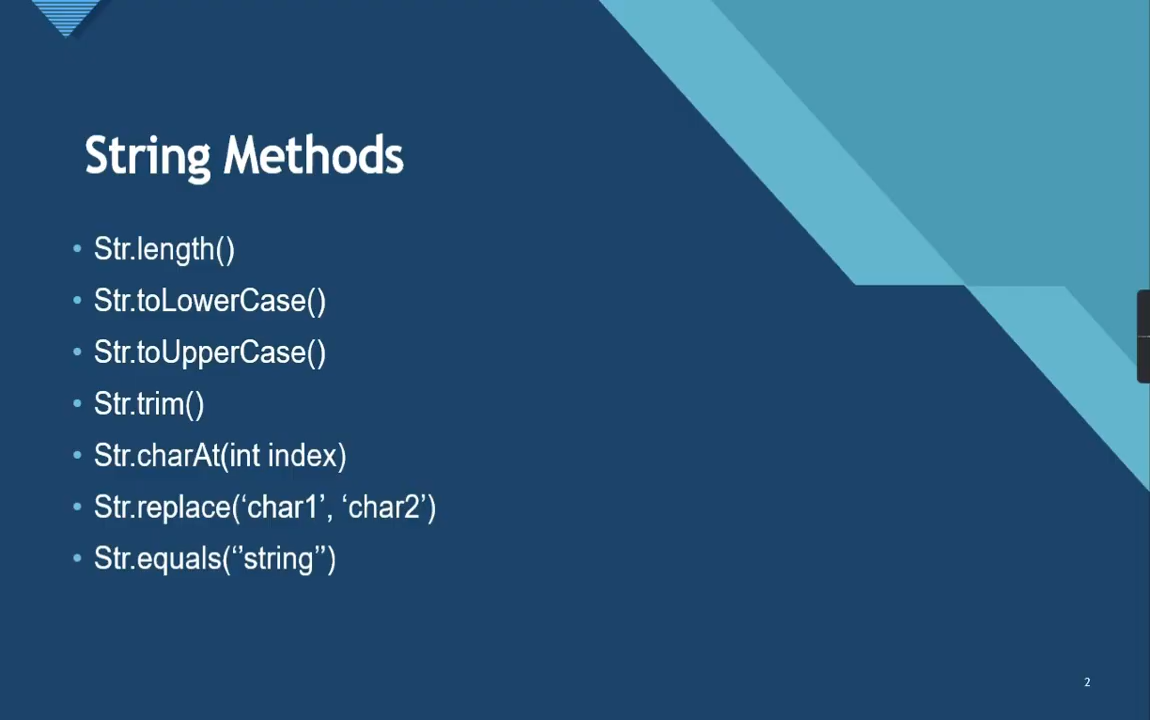 String Methods
• Str.length()
• Str.toLowerCase()
• Str.toUpperCase()
• Str.trim()
• Str.charAt(int index)
• Str.replace(‘char1’, ‘char2’)
• Str.equals(‘’string’’)
2